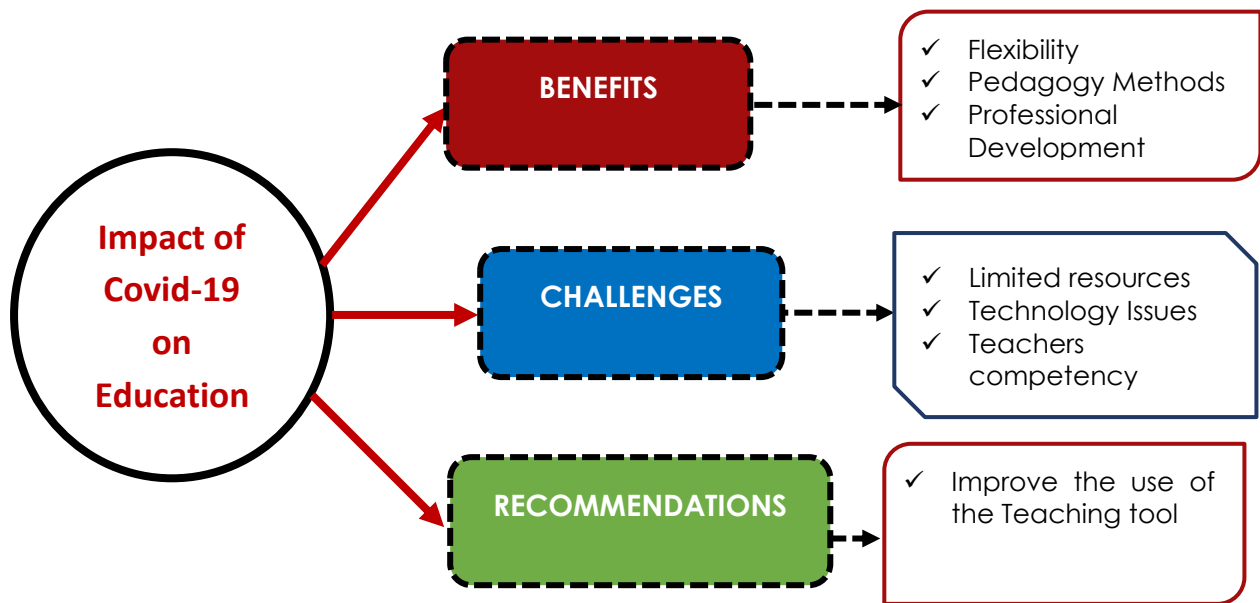 Impact of
Covid-19
on
Education
BENEFITS
✓ Flexibility
✓ Pedagogy Methods
✓ Professional
Development
CHALLENGES
✓ Limited resources
✓ Technology Issues
✓ Teachers
competency
RECOMMENDATIONS
✓ Improve the use of
the Teaching tool